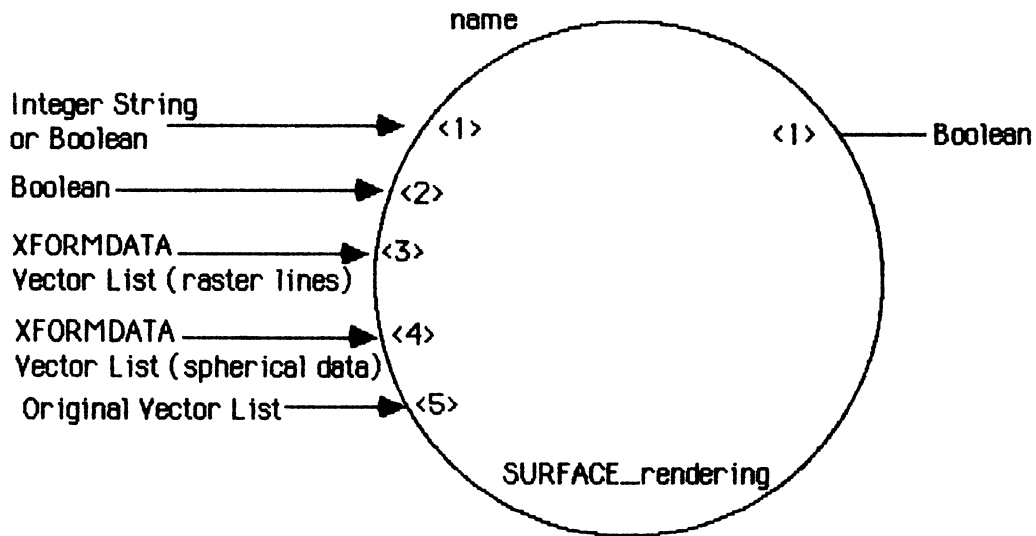 name
Integer String
or Boolean
<1>
<1>
Boolean
Boolean
<2>
XFORMDATA
Vector List (raster lines)
<3>
XFORMDATA
Vector List (spherical data)
<4>
Original Vector List
<5>
SURFACE_rendering